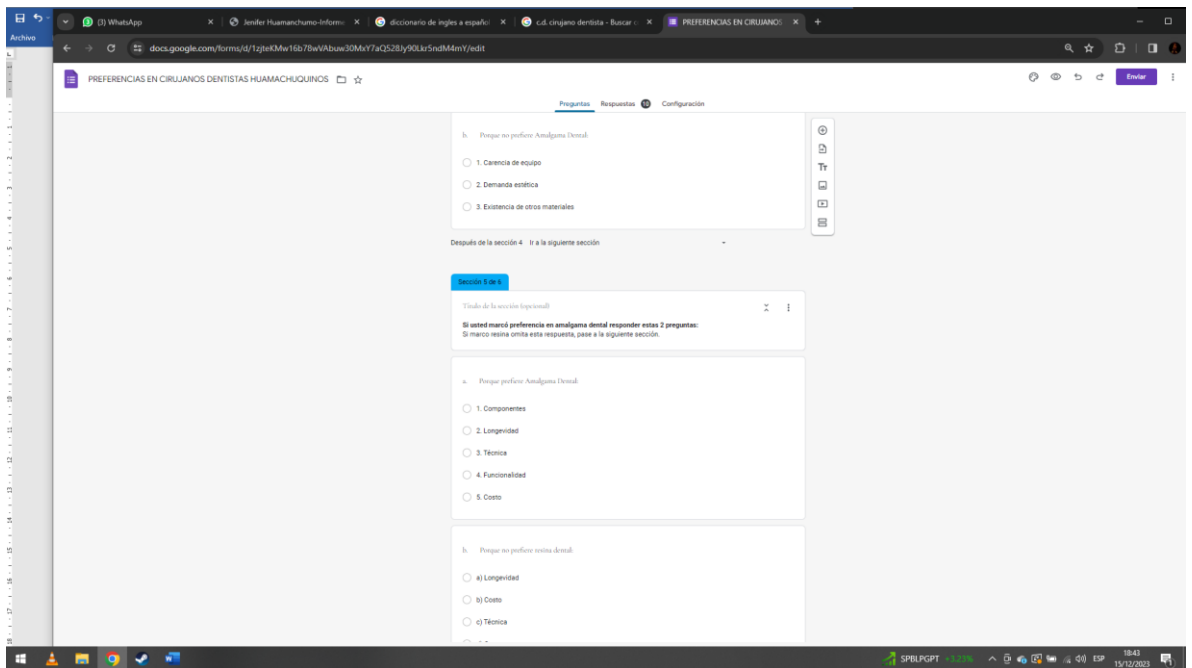 Archivo
(3) WhatsApp
Jenifer Huamanchumo-Inform
diccionario de ingles a español
c.d. cirujano dentista - Buscar c
PREFERENCIAS EN CIRUJANOS
docs.google.com/forms/d/1zjteKMw16b78wVAbuw30MxY7aQ528Jy90Lkr5ndM4mY/edit
PREFERENCIAS EN CIRUJANOS DENTISTAS HUAMACHUQUINOS
Enviar
Preguntas Respuestas 10 Configuración
b. Porque no prefiere Amalgama Dental:
1. Carencia de equipo
2. Demanda estética
3. Existencia de otros materiales
Tт
Después de la sección 4 Ir a la siguiente sección
Sección 5 de 6
Título de la sección (opcional)
Si usted marcó preferencia en amalgama dental responder estas 2 preguntas:
Si marco resina omita esta respuesta, pase a la siguiente sección.
a. Porque prefiere Amalgama Dental:
1. Componentes
2. Longevidad
3. Técnica
4. Funcionalidad
5. Costo
b. Porque no prefiere resina dental:
a) Longevidad
b) Costo
c) Técnica
SPBLPGPT +3.23%
ESP
18:43
15/12/2023